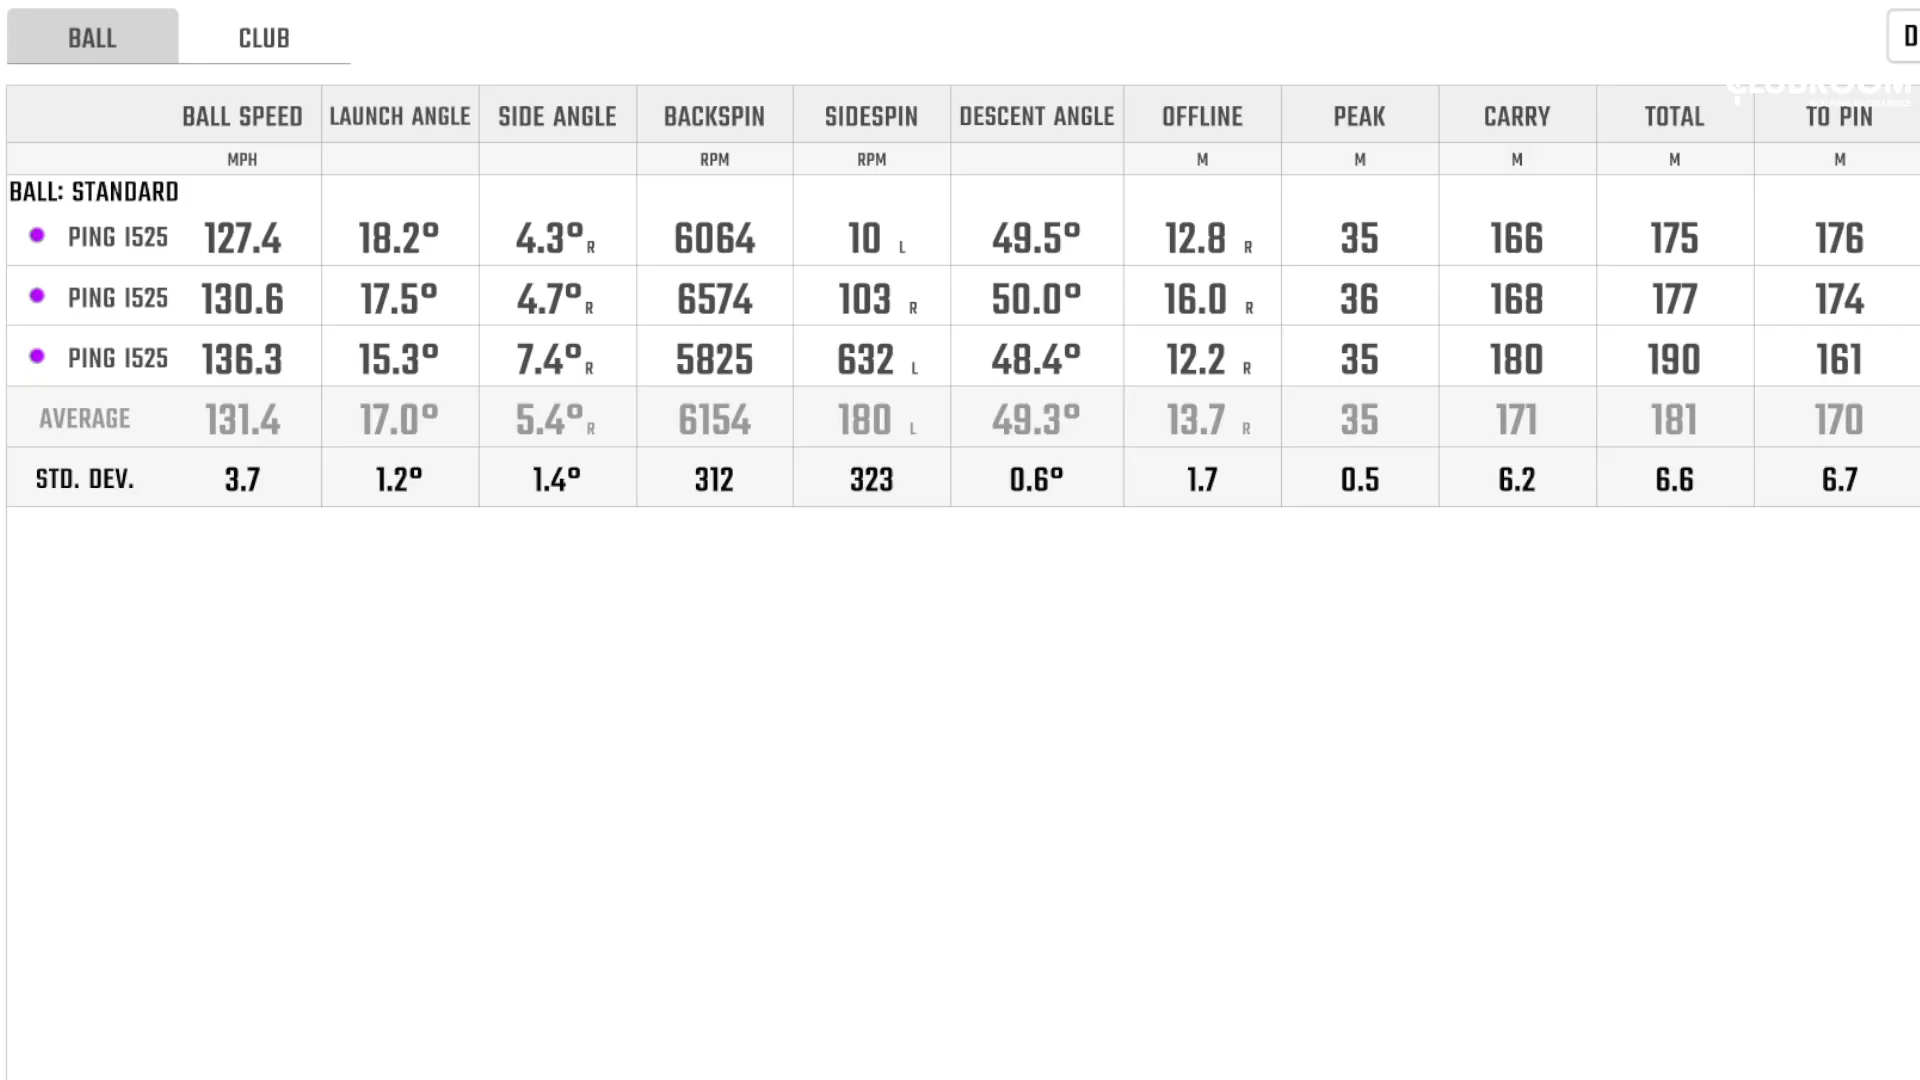 BALL CLUB D
CLUBROOM
BALL SPEED LAUNCH ANGLE SIDE ANGLE BACKSPIN SIDESPIN DESCENT ANGLE OFFLINE PEAK CARRY TOTAL TO PIN
MPH RPM RPM M M M M M
BALL: STANDARD
PING I525 127.4 18.2° 4.3° R 6064 10 L 49.5° 12.8 R 35 166 175 176
PING I525 130.6 17.5° 4.7° R 6574 103 R 50.0° 16.0 R 36 168 177 174
PING I525 136.3 15.3° 7.4° R 5825 632 L 48.4° 12.2 R 35 180 190 161
AVERAGE 131.4 17.0° 5.4° R 6154 180 L 49.3° 13.7 R 35 171 181 170
STD. DEV. 3.7 1.2° 1.4° 312 323 0.6° 1.7 0.5 6.2 6.6 6.7